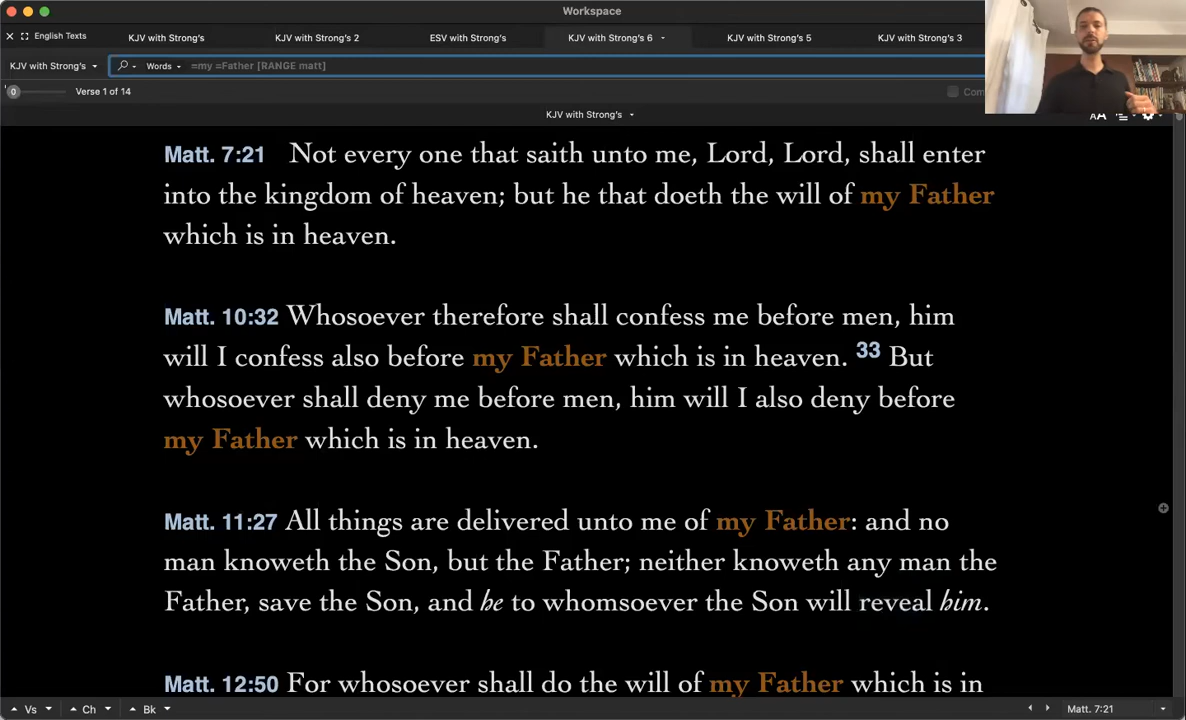 Workspace
English Texts KJV with Strong's KJV with Strong's 2 ESV with Strong's KJV with Strong's 6 KJV with Strong's 5 KJV with Strong's 3
KJV with Strong's Words =my =Father [RANGE matt]
0 Verse 1 of 14
KJV with Strong's AA
Matt. 7:21 Not every one that saith unto me, Lord, Lord, shall enter
into the kingdom of heaven; but he that doeth the will of my Father
which is in heaven.
Matt. 10:32 Whosoever therefore shall confess me before men, him
will I confess also before my Father which is in heaven. 33 But
whosoever shall deny me before men, him will I also deny before
my Father which is in heaven.
Matt. 11:27 All things are delivered unto me of my Father: and no
man knoweth the Son, but the Father; neither knoweth any man the
Father, save the Son, and he to whomsoever the Son will reveal him.
Matt. 12:50 For whosoever shall do the will of my Father which is in
Vs Ch Bk Matt. 7:21